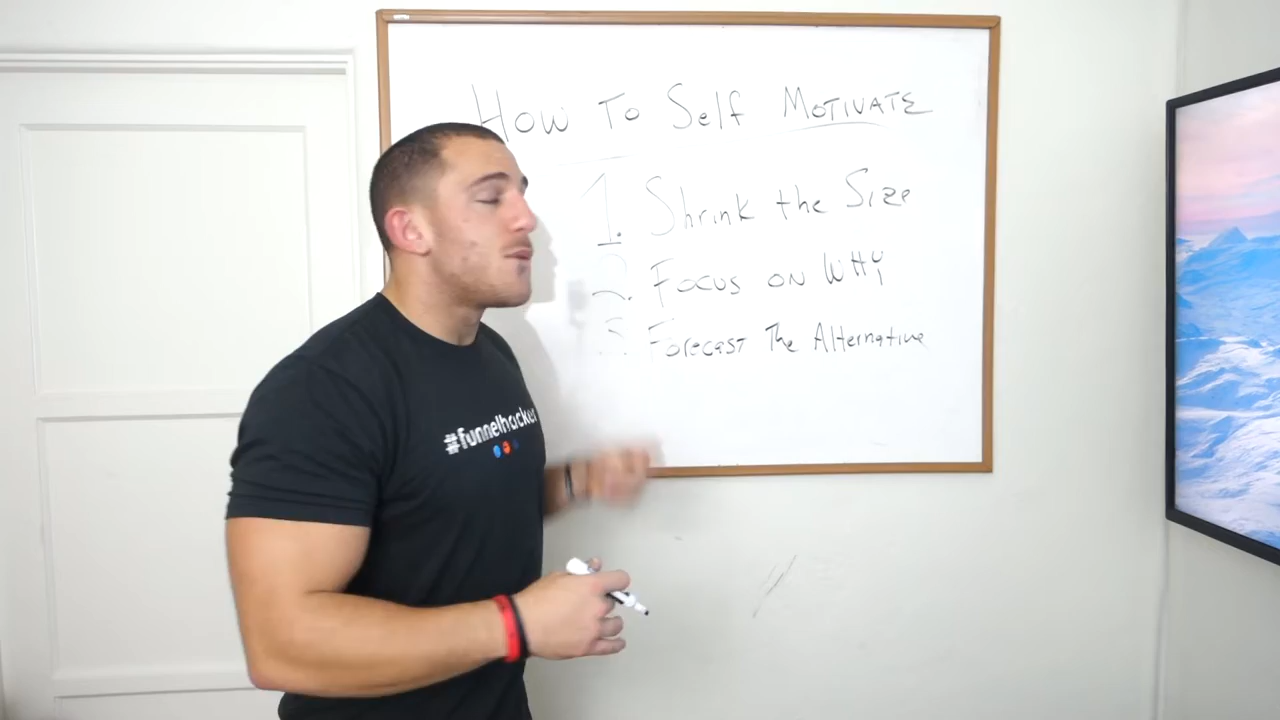 How To Self MOTIVATE
1. Shrink the Size
2. Focus on WHY
3. Forecast The Alternative
#funnelhacker